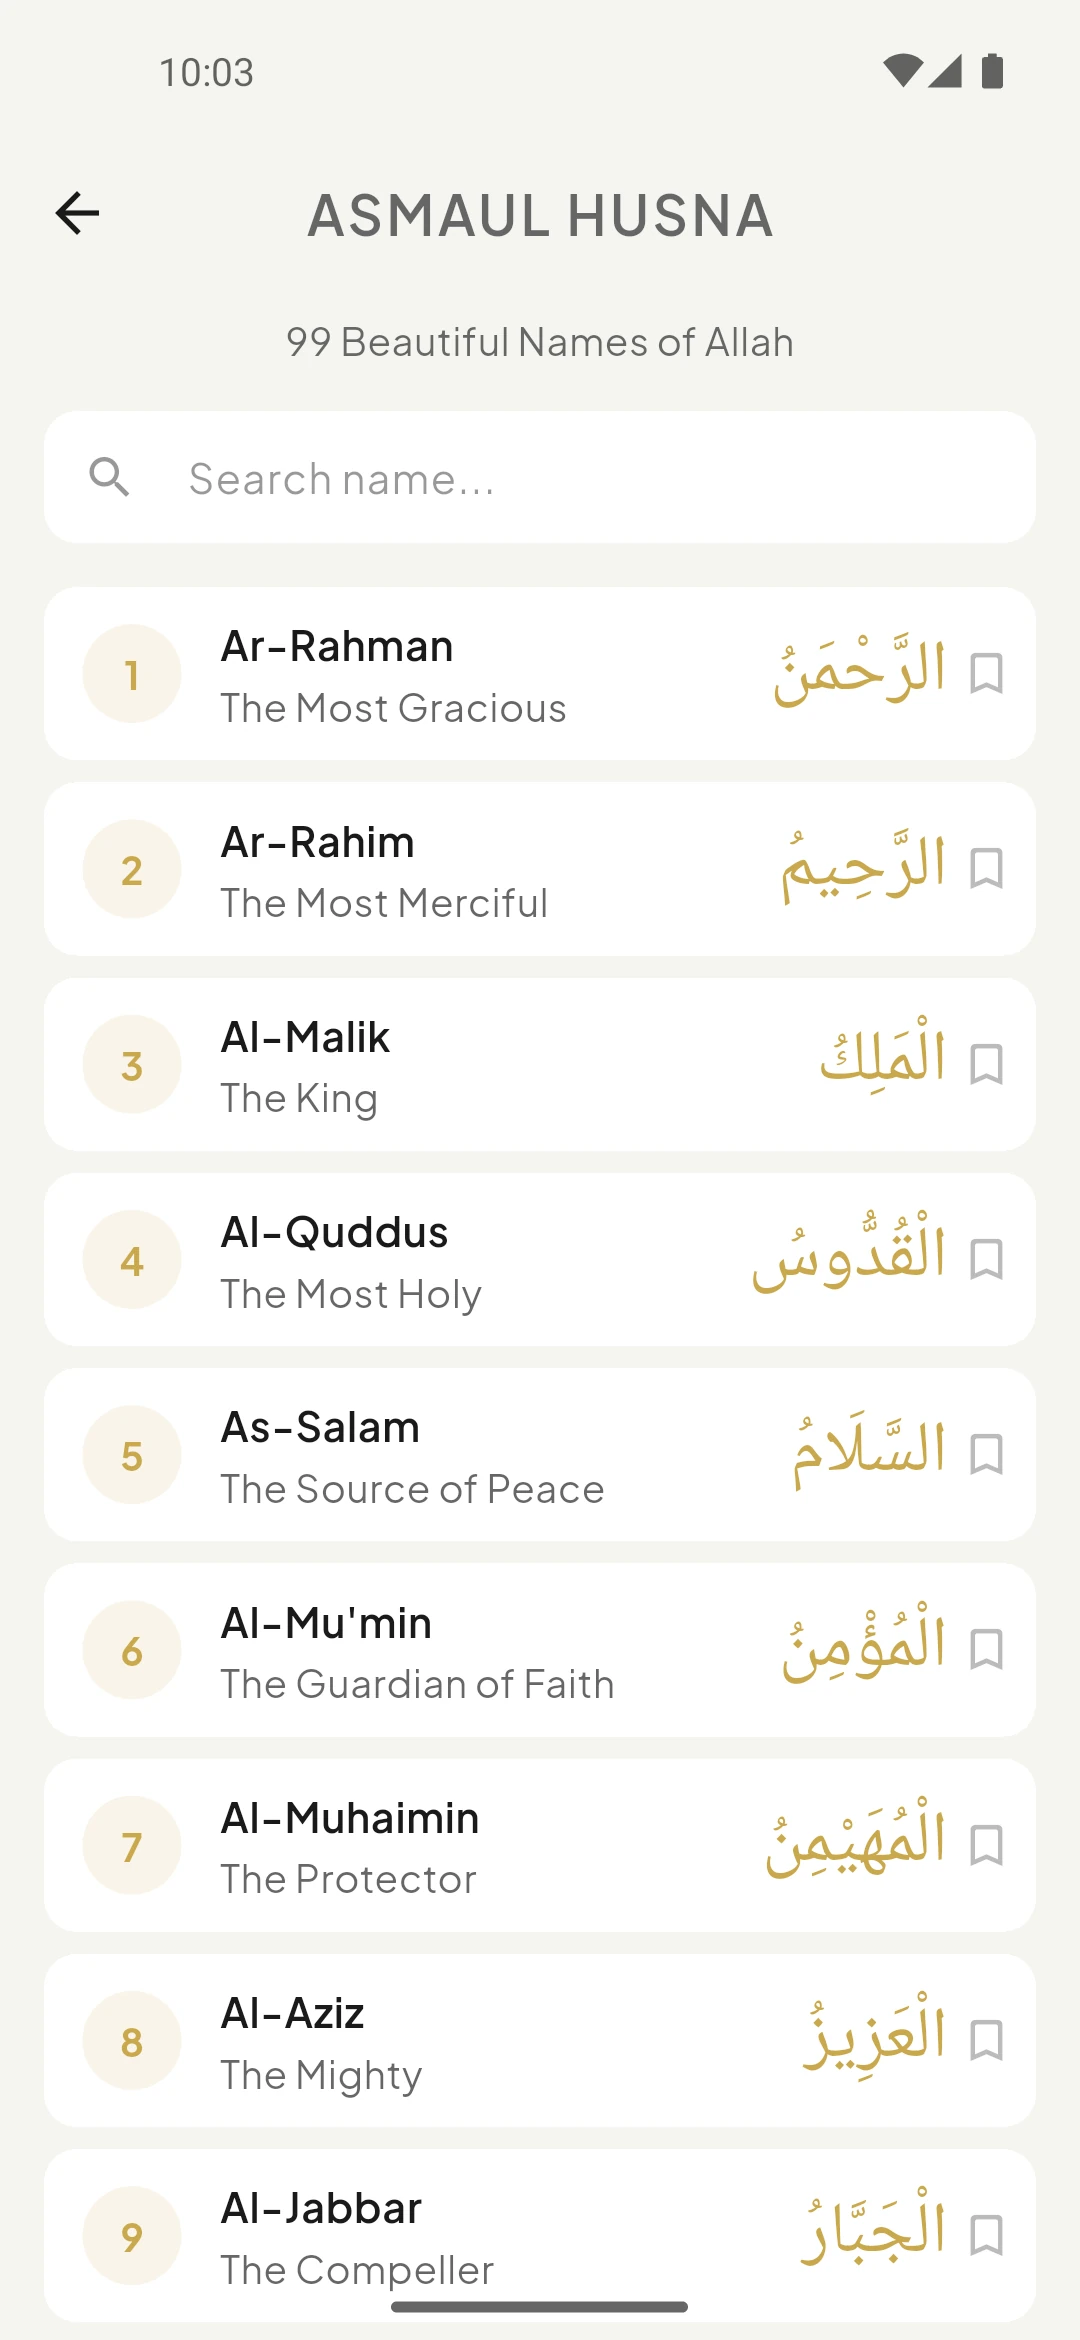 10:03
ASMAUL HUSNA
99 Beautiful Names of Allah
Search name...
1
Ar-Rahman
The Most Gracious
الرَّحْمَنُ
2
Ar-Rahim
The Most Merciful
الرَّحِيمُ
3
Al-Malik
The King
الْمَلِكُ
4
Al-Quddus
The Most Holy
الْقُدُّوسُ
5
As-Salam
The Source of Peace
السَّلَامُ
6
Al-Mu'min
The Guardian of Faith
الْمُؤْمِنُ
7
Al-Muhaimin
The Protector
الْمُهَيْمِنُ
8
Al-Aziz
The Mighty
الْعَزِيزُ
9
Al-Jabbar
The Compeller
الْجَبَّارُ